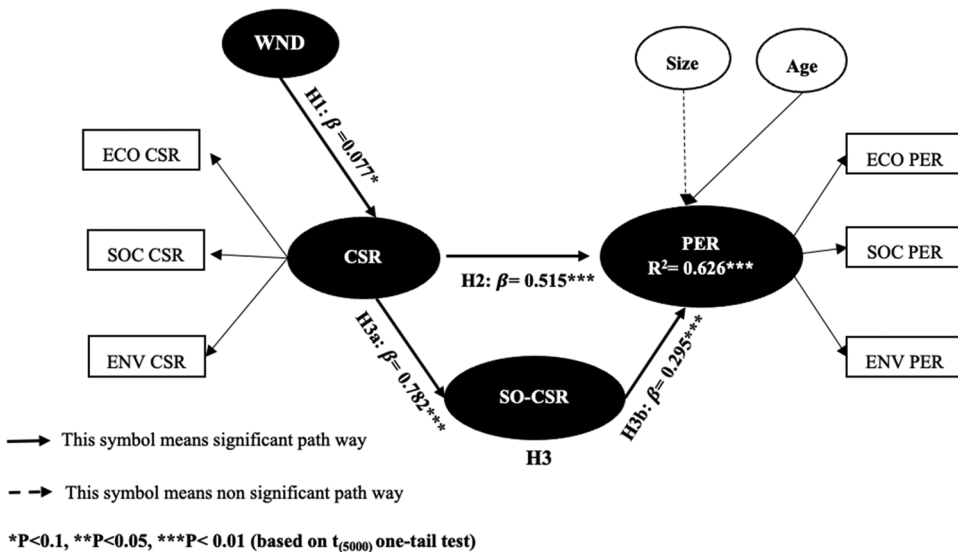 WND
Size
Age
H1: β =0.077*
ECO CSR
ECO PER
SOC CSR
CSR
PER
R²= 0.626***
SOC PER
H2: β= 0.515***
ENV CSR
H3a: β= 0.782***
SO-CSR
H3b: β= 0.295***
ENV PER
H3
This symbol means significant path way
This symbol means non significant path way
*P<0.1, **P<0.05, ***P< 0.01 (based on t(5000) one-tail test)